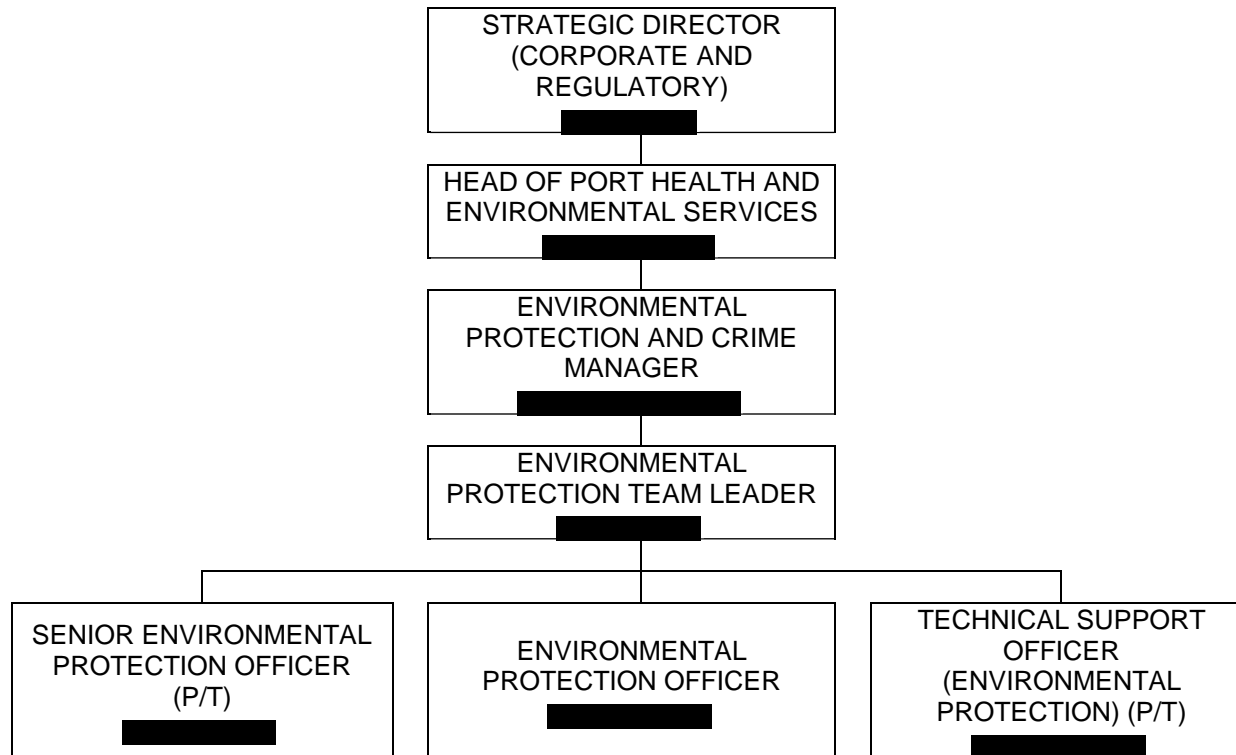 STRATEGIC DIRECTOR
(CORPORATE AND
REGULATORY)
HEAD OF PORT HEALTH AND
ENVIRONMENTAL SERVICES
ENVIRONMENTAL
PROTECTION AND CRIME
MANAGER
ENVIRONMENTAL
PROTECTION TEAM LEADER
SENIOR ENVIRONMENTAL
PROTECTION OFFICER
(P/T)
ENVIRONMENTAL
PROTECTION OFFICER
TECHNICAL SUPPORT
OFFICER
(ENVIRONMENTAL
PROTECTION) (P/T)